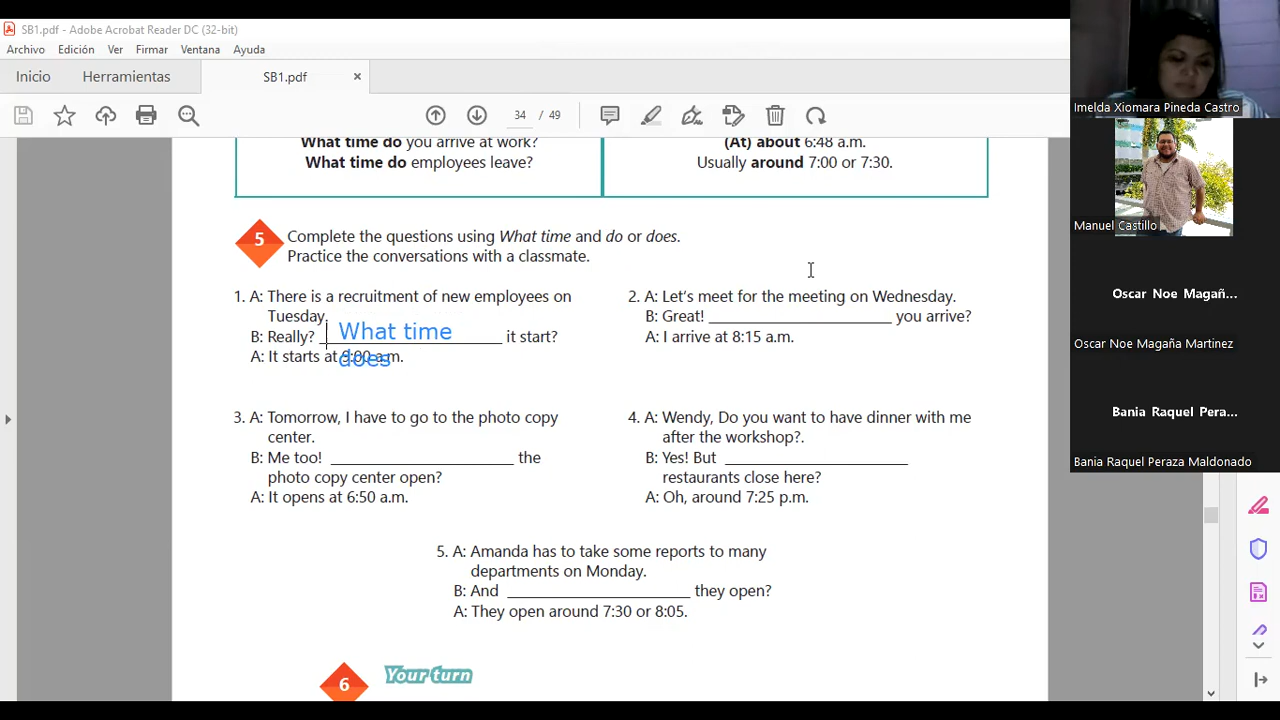 SB1.pdf - Adobe Acrobat Reader DC (32-bit)
Archivo Edición Ver Firmar Ventana Ayuda
Inicio Herramientas SB1.pdf ×
34 / 49
What time do you arrive at work?
What time do employees leave?
(At) about 6:48 a.m.
Usually around 7:00 or 7:30.
5
Complete the questions using What time and do or does.
Practice the conversations with a classmate.
1. A: There is a recruitment of new employees on
Tuesday.
B: Really? What time does it start?
A: It starts at 9:00 a.m.
2. A: Let's meet for the meeting on Wednesday.
B: Great! ____________________ you arrive?
A: I arrive at 8:15 a.m.
3. A: Tomorrow, I have to go to the photo copy
center.
B: Me too! ____________________ the
photo copy center open?
A: It opens at 6:50 a.m.
4. A: Wendy, Do you want to have dinner with me
after the workshop?.
B: Yes! But ____________________
restaurants close here?
A: Oh, around 7:25 p.m.
5. A: Amanda has to take some reports to many
departments on Monday.
B: And ____________________ they open?
A: They open around 7:30 or 8:05.
6
Your turn
Imelda Xiomara Pineda Castro
Manuel Castillo
Oscar Noe Magañ...
Oscar Noe Magaña Martinez
Bania Raquel Pera...
Bania Raquel Peraza Maldonado